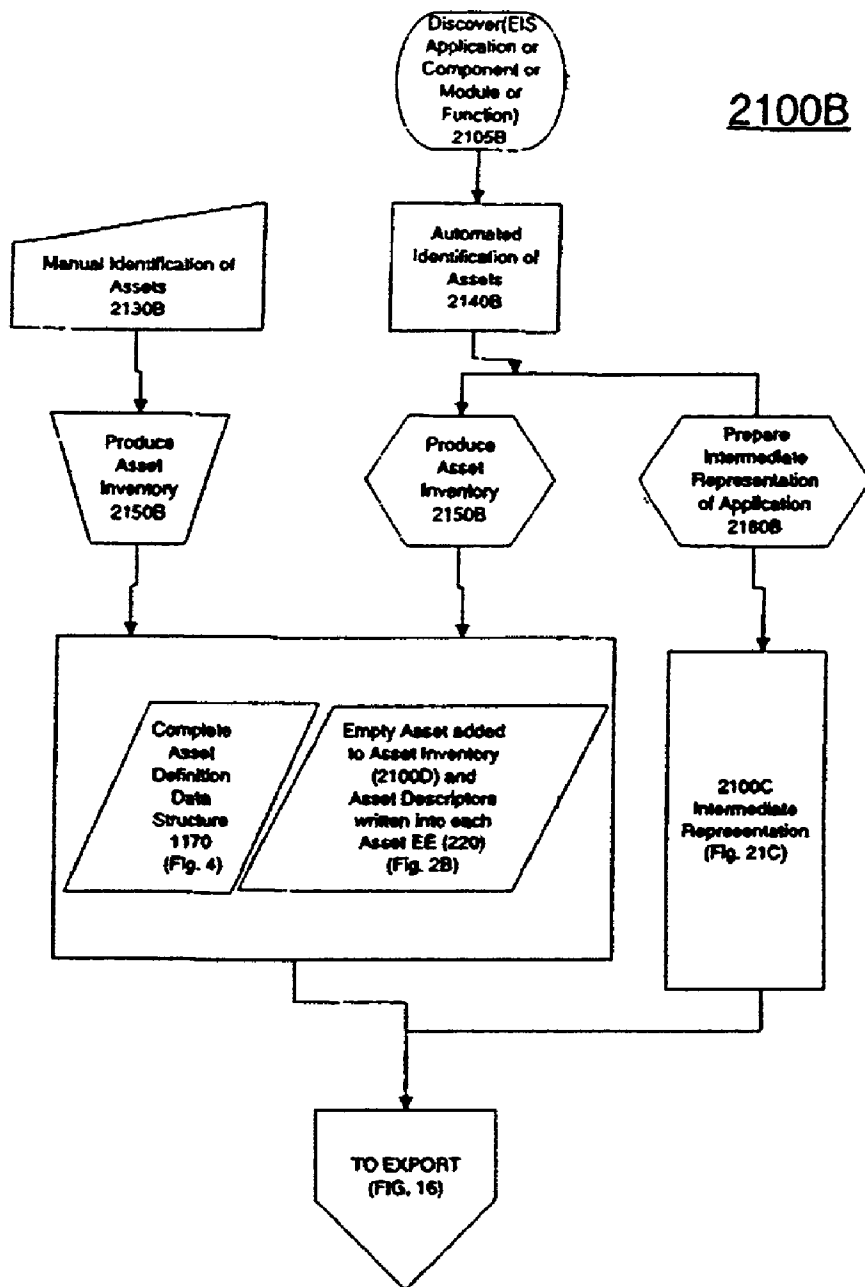 Discover(EIS
Application or
Component or
Module or
Function)
2105B
2100B
Manual Identification of
Assets
2130B
Automated
Identification of
Assets
2140B
Produce
Asset
Inventory
2150B
Produce
Asset
Inventory
2150B
Prepare
Intermediate
Representation
of Application
2160B
Complete
Asset
Definition
Data
Structure
1170
(Fig. 4)
Empty Asset added
to Asset Inventory
(2100D) and
Asset Descriptors
written into each
Asset EE (220)
(Fig. 2B)
2100C
Intermediate
Representation
(Fig. 21C)
TO EXPORT
(FIG. 16)